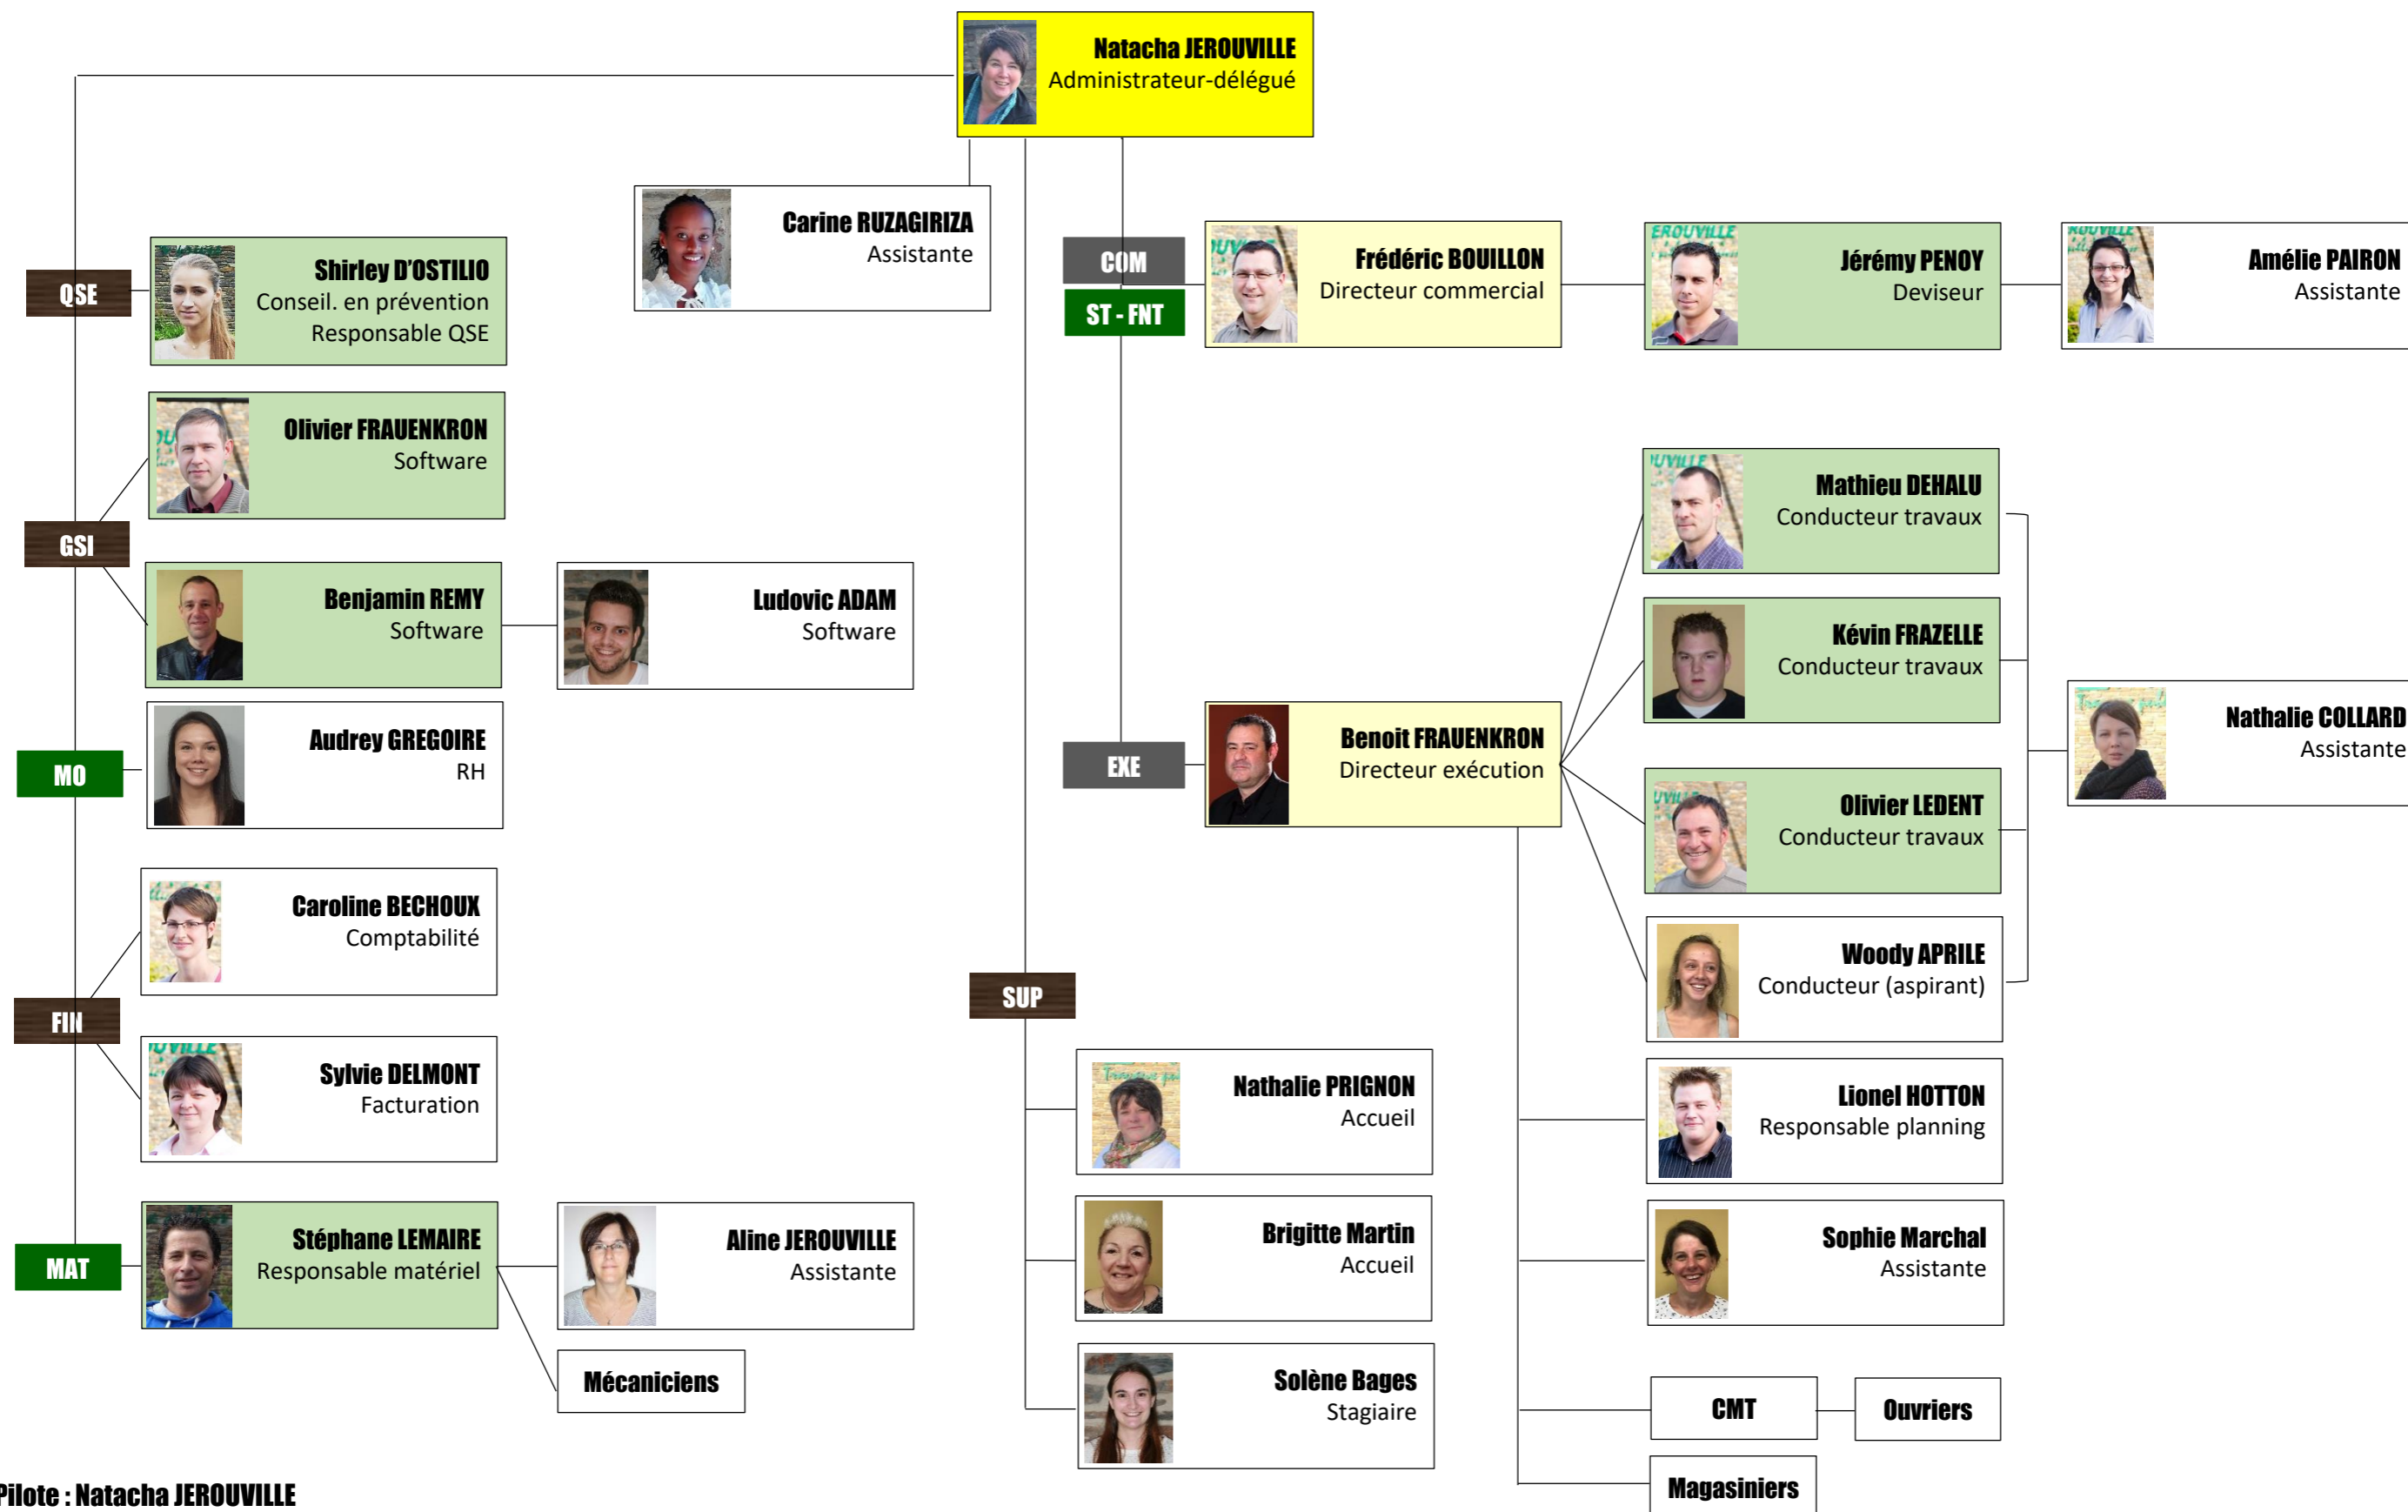 Natacha JEROUVILLE
Administrateur-délégué
Carine RUZAGIRIZA
Assistante
QSE
Shirley D'OSTILIO
Conseil. en prévention
Responsable QSE
COM
ST - FNT
Frédéric BOUILLON
Directeur commercial
Jérémy PENOY
Deviseur
Amélie PAIRON
Assistante
GSI
Olivier FRAUENKRON
Software
Benjamin REMY
Software
Ludovic ADAM
Software
MO
Audrey GREGOIRE
RH
EXE
Benoit FRAUENKRON
Directeur exécution
Mathieu DEHALU
Conducteur travaux
Kévin FRAZELLE
Conducteur travaux
Olivier LEDENT
Conducteur travaux
Woody APRILE
Conducteur (aspirant)
Nathalie COLLARD
Assistante
FIN
Caroline BECHOUX
Comptabilité
Sylvie DELMONT
Facturation
SUP
Nathalie PRIGNON
Accueil
Brigitte Martin
Accueil
Solène Bages
Stagiaire
Lionel HOTTON
Responsable planning
Sophie Marchal
Assistante
MAT
Stéphane LEMAIRE
Responsable matériel
Aline JEROUVILLE
Assistante
Mécaniciens
CMT
Ouvriers
Magasiniers
Pilote : Natacha JEROUVILLE